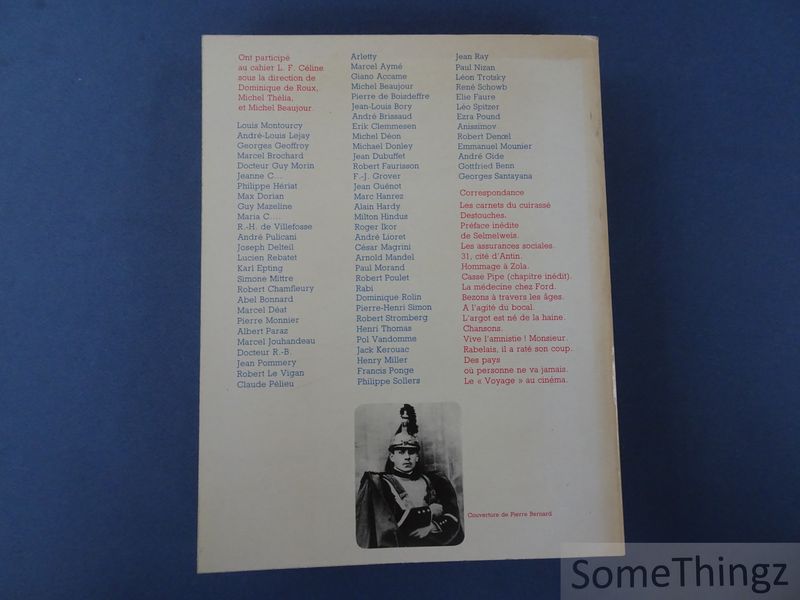 Ont participé
au cahier L. F. Céline
sous la direction de
Dominique de Roux,
Michel Thélia,
et Michel Beaujour.
Louis Montourcy
André-Louis Lejay
Georges Geoffroy
Marcel Brochard
Docteur Guy Morin
Jeanne C...
Philippe Hériat
Max Dorian
Guy Mazeline
Maria C....
R.-H. de Villefosse
André Pulicani
Joseph Delteil
Lucien Rebatet
Karl Epting
Simone Mittre
Robert Chamfleury
Abel Bonnard
Marcel Déat
Pierre Monnier
Albert Paraz
Marcel Jouhandeau
Docteur R.-B.
Jean Pommery
Robert Le Vigan
Claude Pélieu
Arletty
Marcel Aymé
Giano Accame
Michel Beaujour
Pierre de Boisdeffre
Jean-Louis Bory
André Brissaud
Erik Clemmesen
Michel Déon
Michael Donley
Jean Dubuffet
Robert Faurisson
F.-J. Grover
Jean Guénot
Marc Hanrez
Alain Hardy
Milton Hindus
Roger Ikor
André Lioret
César Magrini
Arnold Mandel
Paul Morand
Robert Poulet
Rabi
Dominique Rolin
Pierre-Henri Simon
Robert Stromberg
Henri Thomas
Pol Vandomme
Jack Kerouac
Henry Miller
Francis Ponge
Philippe Sollers
Jean Ray
Paul Nizan
Léon Trotsky
René Schowb
Elie Faure
Léo Spitzer
Ezra Pound
Anissimov
Robert Denoël
Emmanuel Mounier
André Gide
Gottfried Benn
Georges Santayana
Correspondance
Les carnets du cuirassé
Destouches.
Préface inédite
de Selmelweis.
Les assurances sociales.
31, cité d'Antin.
Hommage à Zola.
Casse Pipe (chapitre inédit).
La médecine chez Ford.
Bezons à travers les âges.
A l'agité du bocal.
L'argot est né de la haine.
Chansons.
Vive l'amnistie ! Monsieur.
Rabelais, il a raté son coup.
Des pays
où personne ne va jamais.
Le « Voyage » au cinéma.
Couverture de Pierre Bernard
SomeThingz